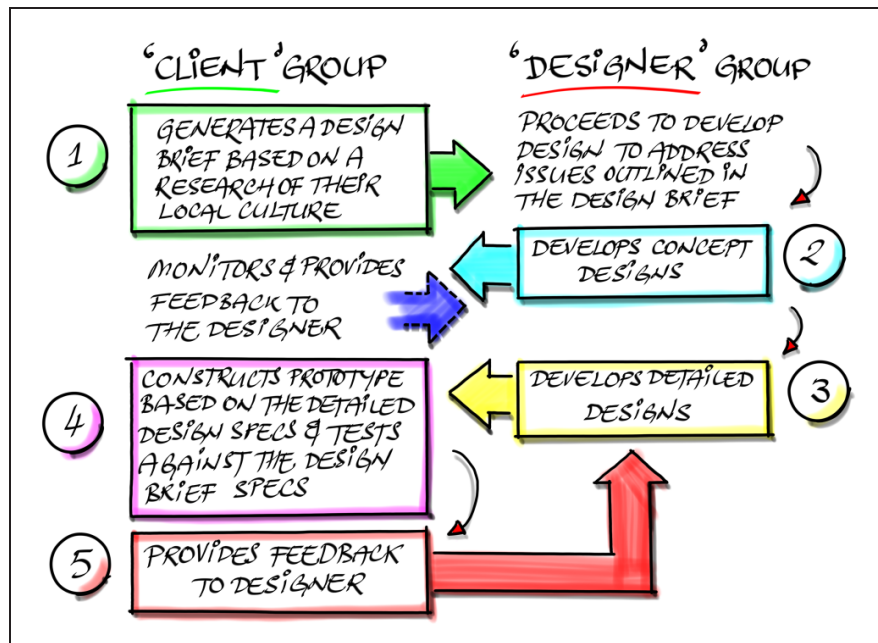 ‘CLIENT’ GROUP
‘DESIGNER’ GROUP
1
GENERATES A DESIGN
BRIEF BASED ON A
RESEARCH OF THEIR
LOCAL CULTURE
PROCEEDS TO DEVELOP
DESIGN TO ADDRESS
ISSUES OUTLINED IN
THE DESIGN BRIEF
DEVELOPS CONCEPT
DESIGNS
2
MONITORS & PROVIDES
FEEDBACK TO
THE DESIGNER
DEVELOPS DETAILED
DESIGNS
3
4
CONSTRUCTS PROTOTYPE
BASED ON THE DETAILED
DESIGN SPECS & TESTS
AGAINST THE DESIGN
BRIEF SPECS
5
PROVIDES FEEDBACK
TO DESIGNER